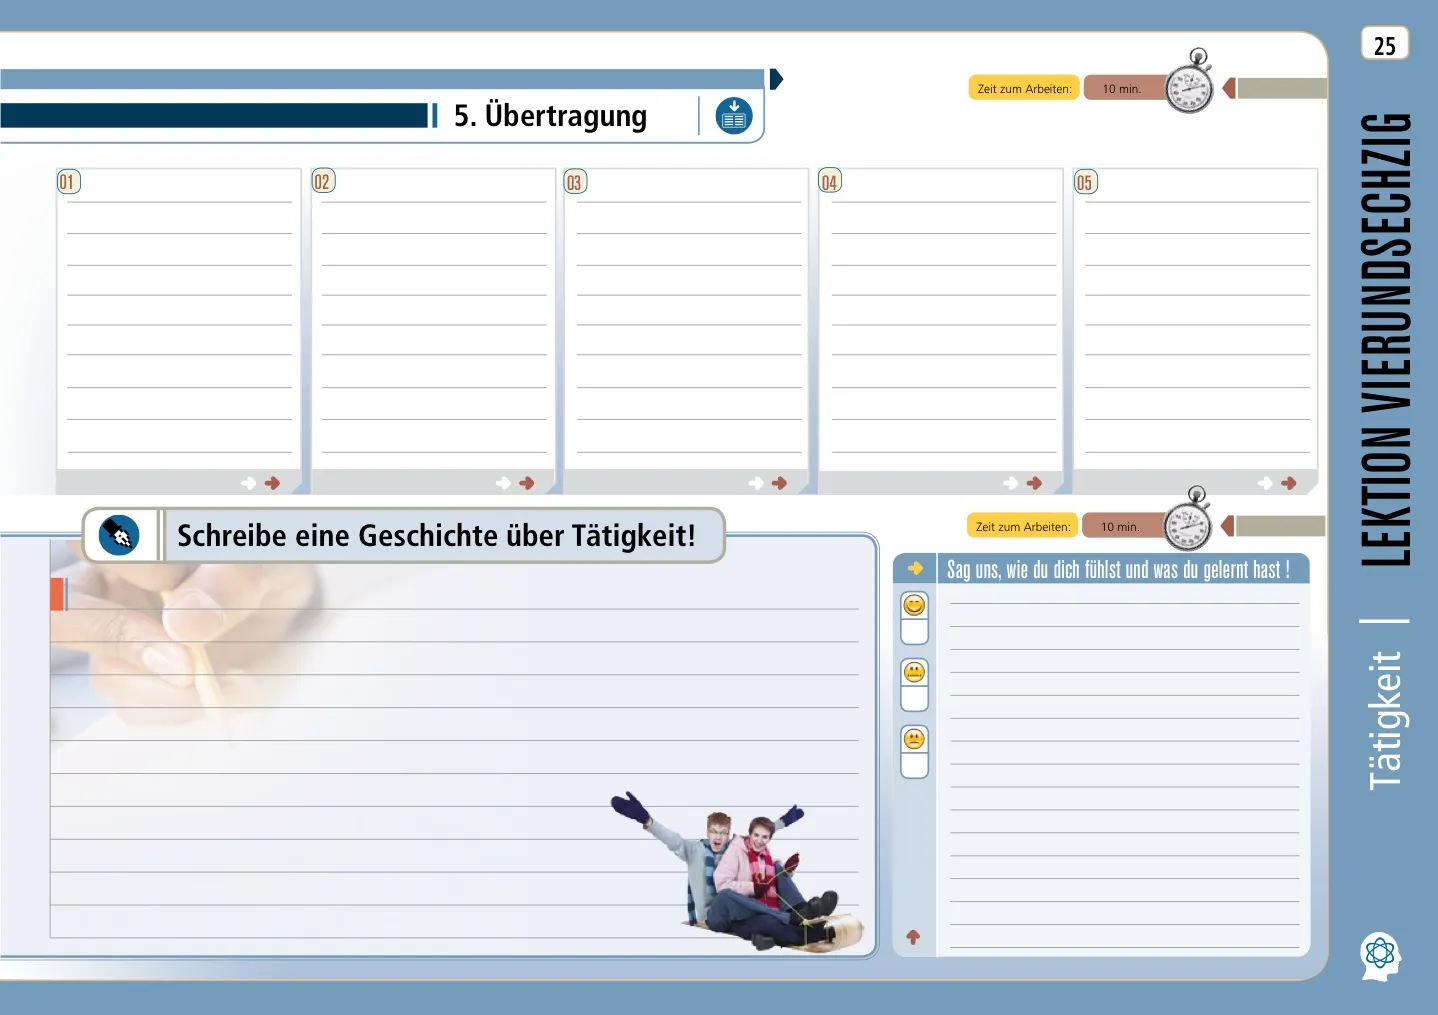 25
Zeit zum Arbeiten: 10 min.
5. Übertragung
01 02 03 04 05
Schreibe eine Geschichte über Tätigkeit!
Zeit zum Arbeiten: 10 min.
Sag uns, wie du dich fühlst und was du gelernt hast !
LEKTION VIERUNDSECHZIG
Tätigkeit